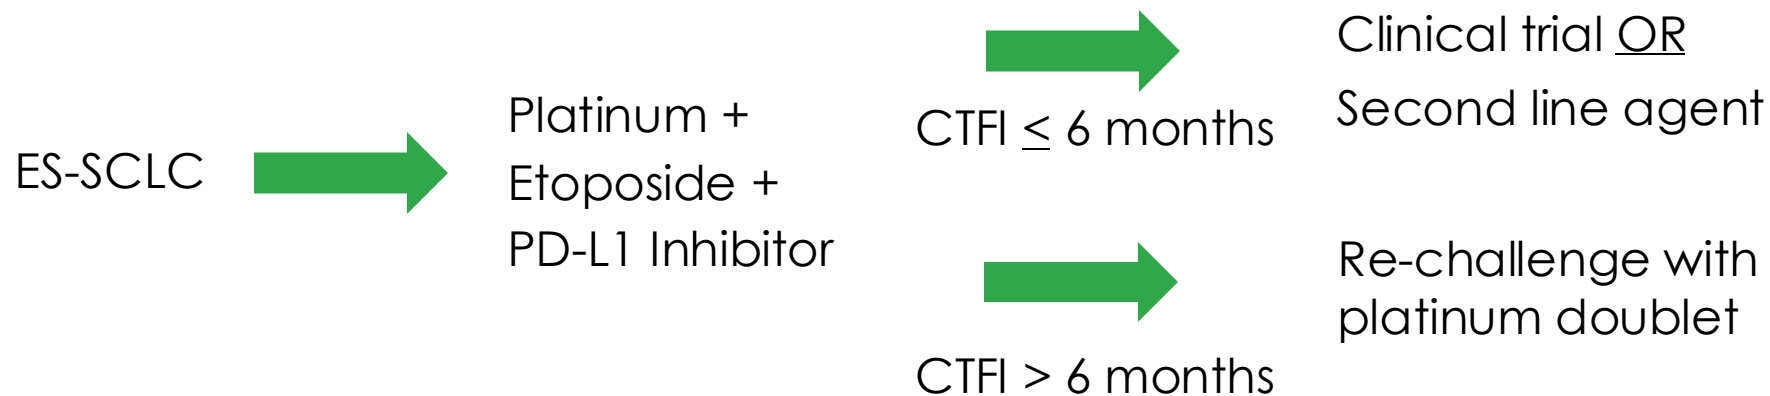 ES-SCLC
Platinum +
Etoposide +
PD-L1 Inhibitor
CTFI ≤ 6 months
Clinical trial OR
Second line agent
CTFI > 6 months
Re-challenge with
platinum doublet